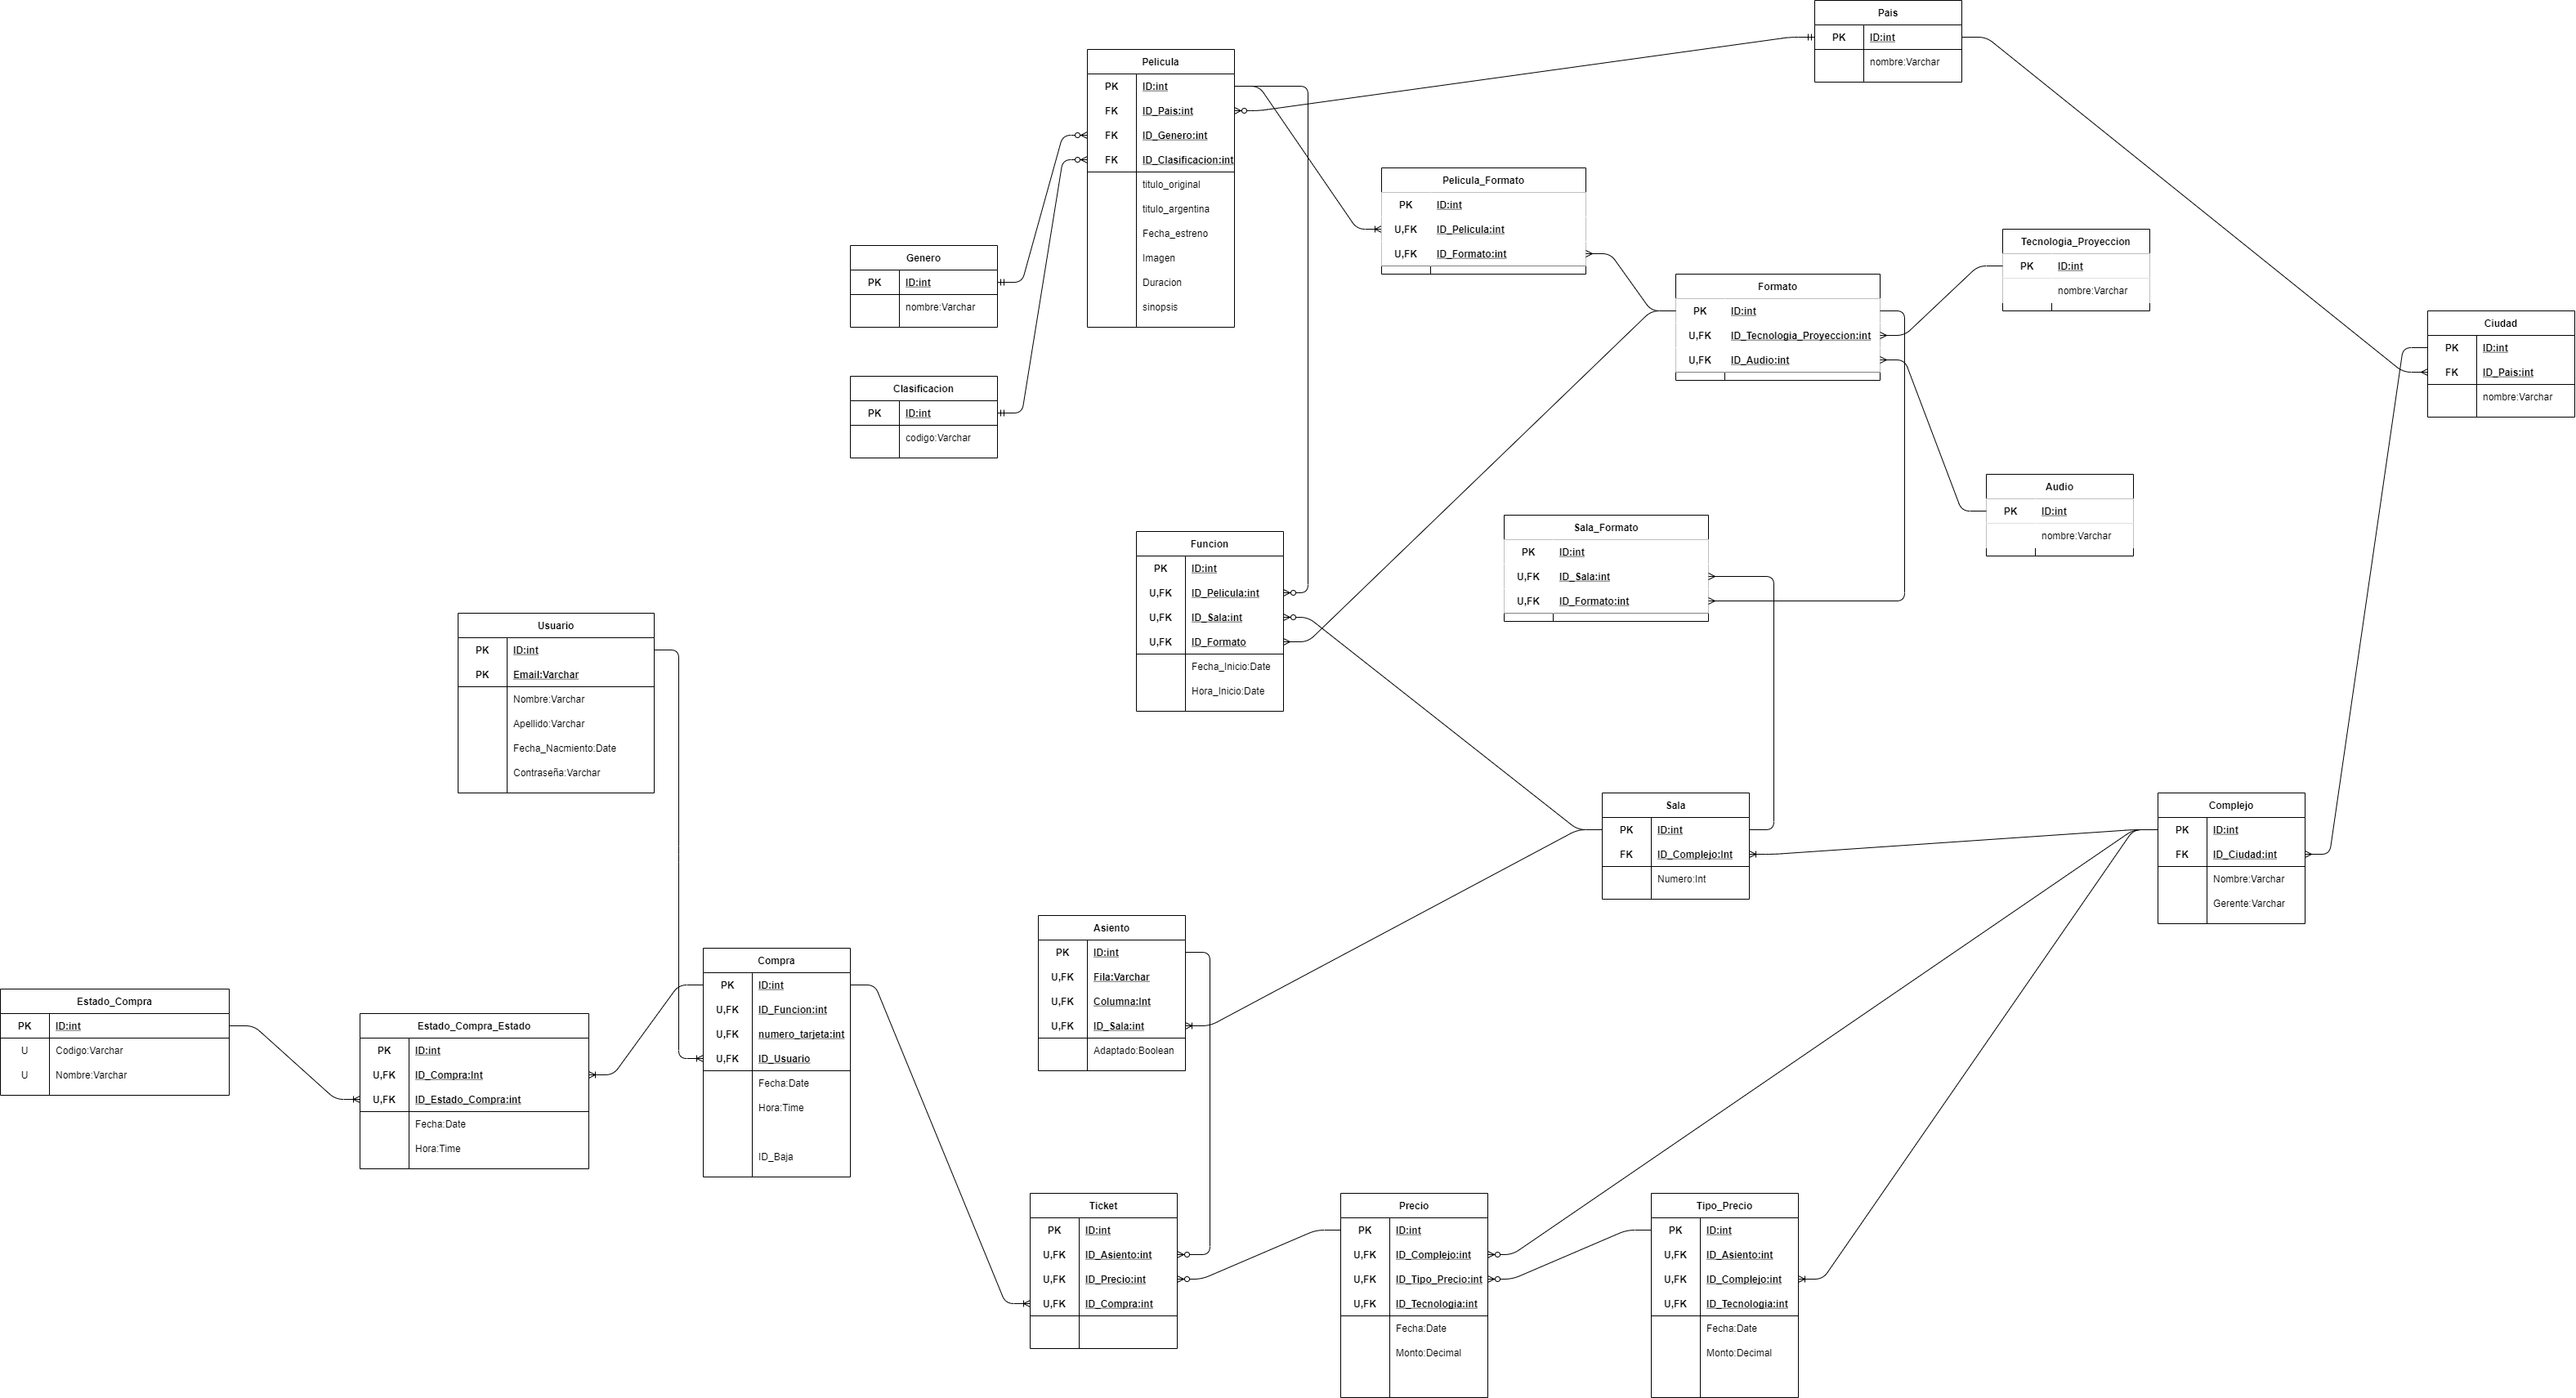 Pais
PK ID:int
nombre:Varchar
Pelicula
PK ID:int
FK ID_Pais:int
FK ID_Genero:int
FK ID_Clasificacion:int
titulo_original
titulo_argentina
Fecha_estreno
Imagen
Duracion
sinopsis
Pelicula_Formato
PK ID:int
U,FK ID_Pelicula:int
U,FK ID_Formato:int
Tecnologia_Proyeccion
PK ID:int
nombre:Varchar
Genero
PK ID:int
nombre:Varchar
Formato
PK ID:int
U,FK ID_Tecnologia_Proyeccion:int
U,FK ID_Audio:int
Ciudad
PK ID:int
FK ID_Pais:int
nombre:Varchar
Clasificacion
PK ID:int
codigo:Varchar
Audio
PK ID:int
nombre:Varchar
Sala_Formato
PK ID:int
U,FK ID_Sala:int
U,FK ID_Formato:int
Funcion
PK ID:int
U,FK ID_Pelicula:int
U,FK ID_Sala:int
U,FK ID_Formato
Fecha_Inicio:Date
Hora_Inicio:Date
Usuario
PK ID:int
PK Email:Varchar
Nombre:Varchar
Apellido:Varchar
Fecha_Nacmiento:Date
Contraseña:Varchar
Sala
PK ID:int
FK ID_Complejo:Int
Numero:Int
Complejo
PK ID:int
FK ID_Ciudad:int
Nombre:Varchar
Gerente:Varchar
Asiento
PK ID:int
U,FK Fila:Varchar
U,FK Columna:Int
U,FK ID_Sala:int
Adaptado:Boolean
Compra
PK ID:int
U,FK ID_Funcion:int
U,FK numero_tarjeta:int
U,FK ID_Usuario
Fecha:Date
Hora:Time
ID_Baja
Estado_Compra
PK ID:int
U Codigo:Varchar
U Nombre:Varchar
Estado_Compra_Estado
PK ID:int
U,FK ID_Compra:Int
U,FK ID_Estado_Compra:int
Fecha:Date
Hora:Time
Ticket
PK ID:int
U,FK ID_Asiento:int
U,FK ID_Precio:int
U,FK ID_Compra:int
Precio
PK ID:int
U,FK ID_Complejo:int
U,FK ID_Tipo_Precio:int
U,FK ID_Tecnologia:int
Fecha:Date
Monto:Decimal
Tipo_Precio
PK ID:int
U,FK ID_Asiento:int
U,FK ID_Complejo:int
U,FK ID_Tecnologia:int
Fecha:Date
Monto:Decimal